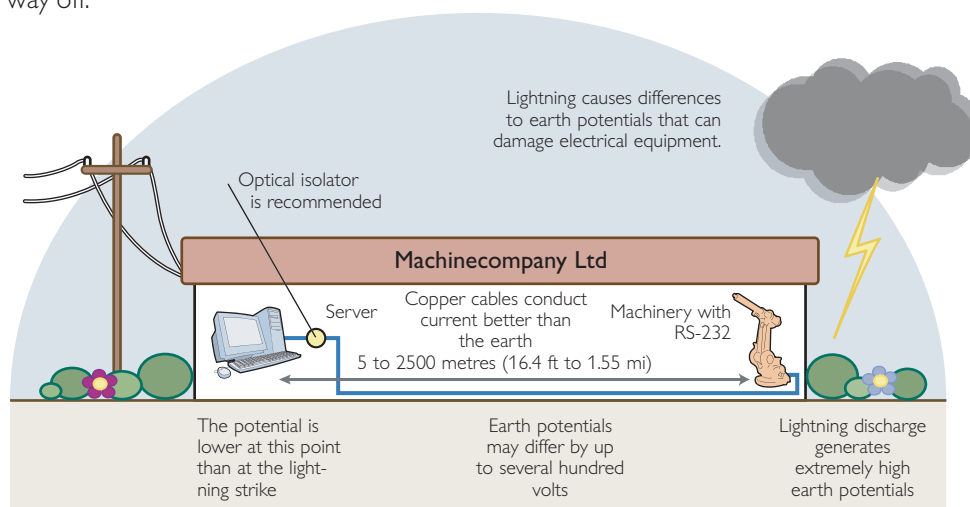 way off.
Lightning causes differences
to earth potentials that can
damage electrical equipment.
Optical isolator
is recommended
Machinecompany Ltd
Server
Copper cables conduct
current better than
the earth
5 to 2500 metres (16.4 ft to 1.55 mi)
Machinery with
RS-232
The potential is
lower at this point
than at the light-
ning strike
Earth potentials
may differ by up
to several hundred
volts
Lightning discharge
generates
extremely high
earth potentials